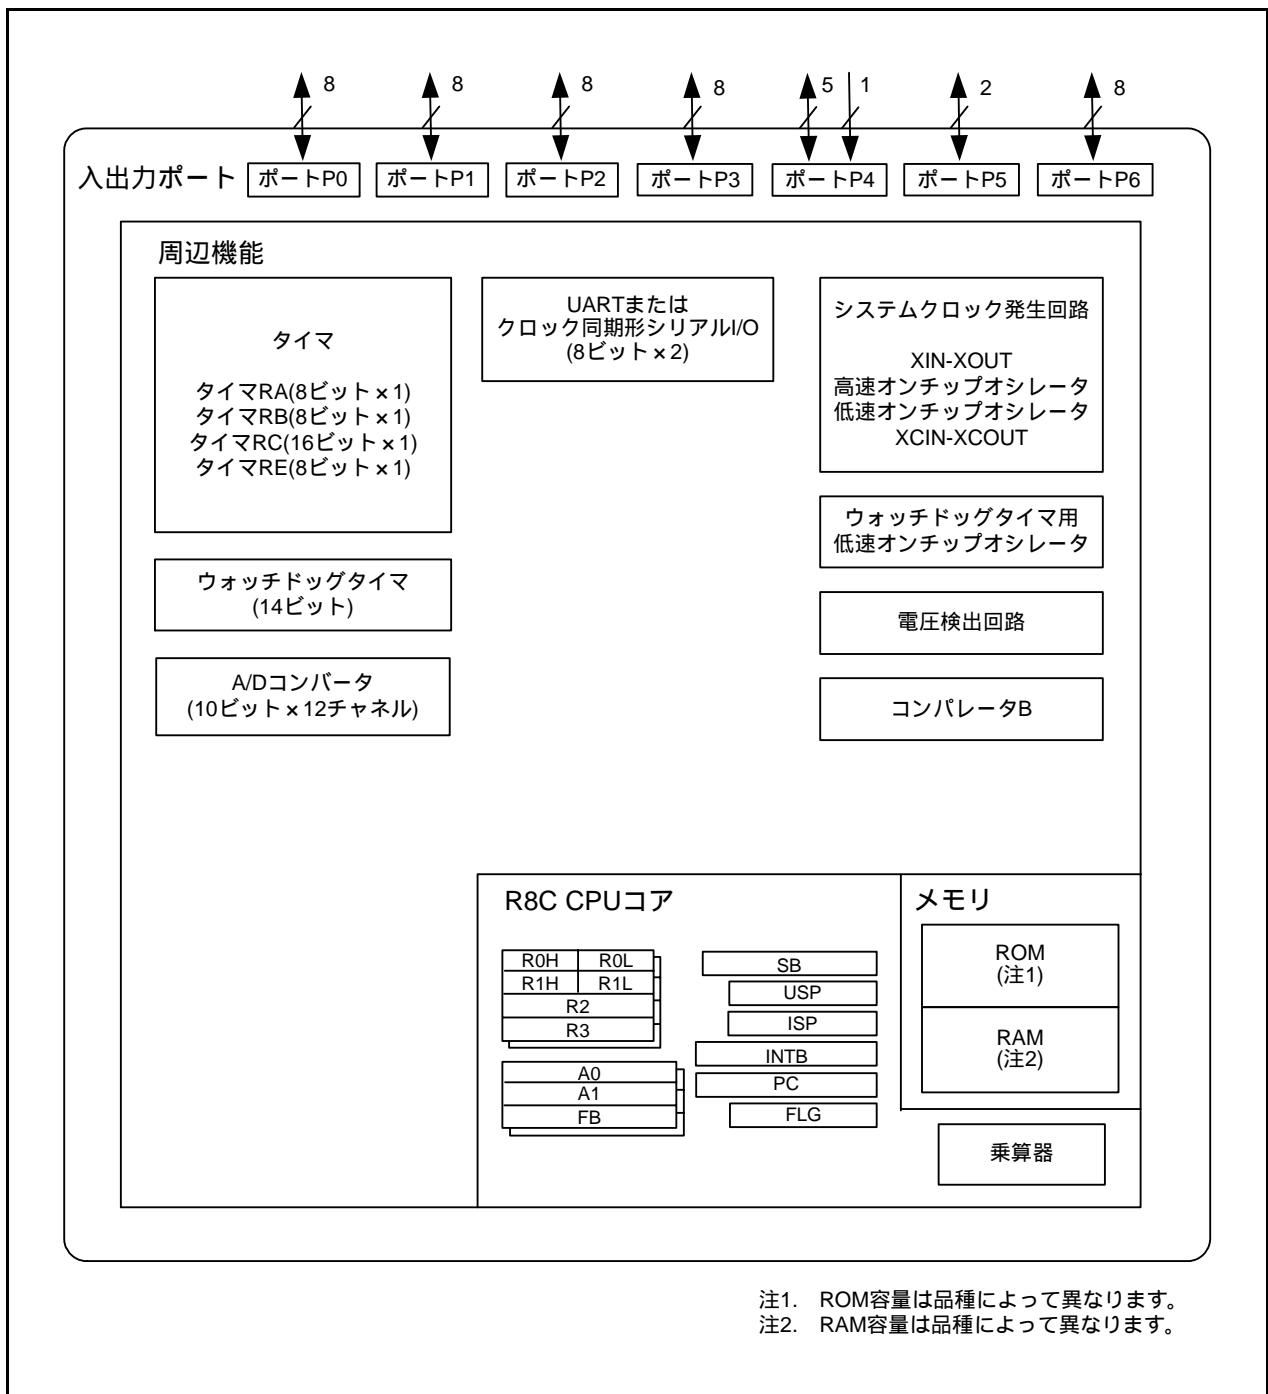 8 8 8 8 5 1 2 8
入出力ポート ポートP0 ポートP1 ポートP2 ポートP3 ポートP4 ポートP5 ポートP6
周辺機能
タイマ
タイマRA(8ビット×1)
タイマRB(8ビット×1)
タイマRC(16ビット×1)
タイマRE(8ビット×1)
ウォッチドッグタイマ
(14ビット)
A/Dコンバータ
(10ビット×12チャネル)
UARTまたは
クロック同期形シリアルI/O
(8ビット×2)
システムクロック発生回路
XIN-XOUT
高速オンチップオシレータ
低速オンチップオシレータ
XCIN-XCOUT
ウォッチドッグタイマ用
低速オンチップオシレータ
電圧検出回路
コンパレータB
R8C CPUコア
R0H R0L
R1H R1L
R2
R3
A0
A1
FB
SB
USP
ISP
INTB
PC
FLG
メモリ
ROM
(注1)
RAM
(注2)
乗算器
注1. ROM容量は品種によって異なります。
注2. RAM容量は品種によって異なります。